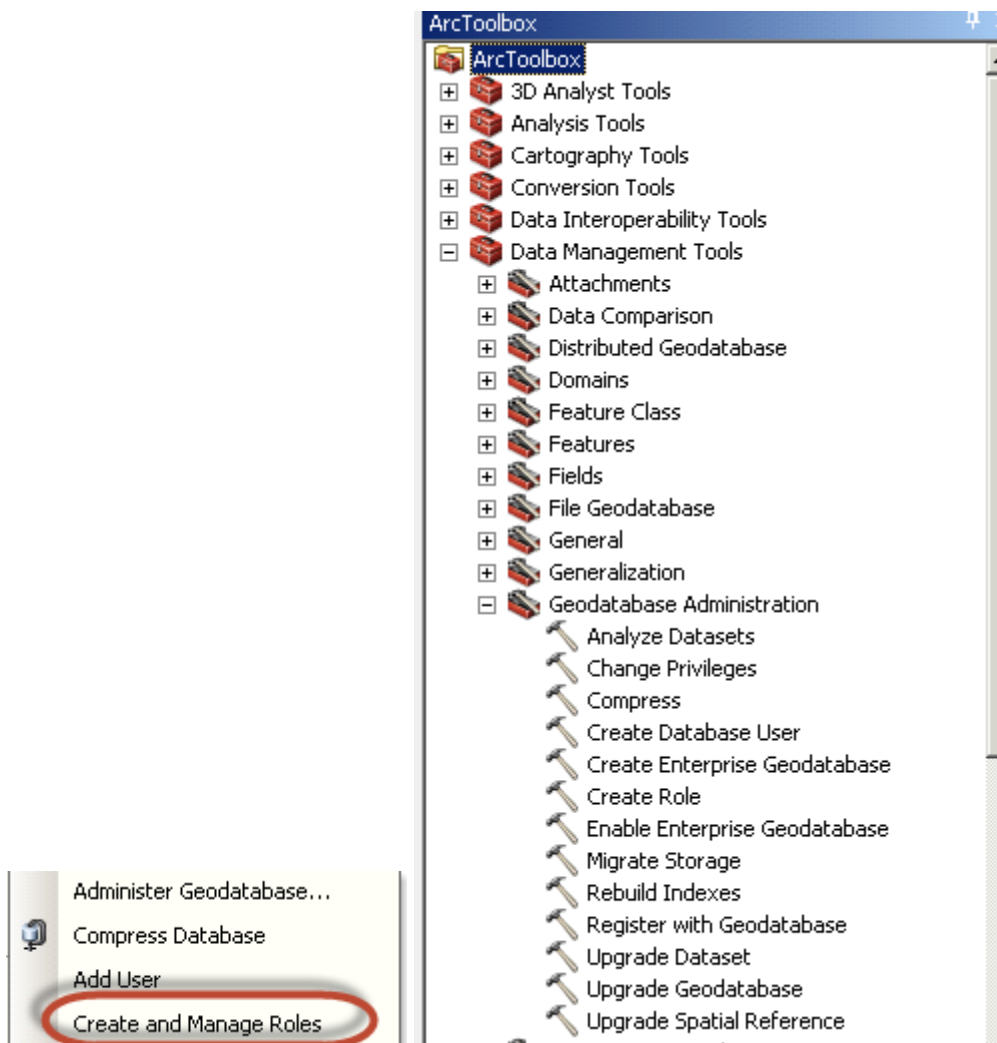 ArcToolbox
ArcToolbox
3D Analyst Tools
Analysis Tools
Cartography Tools
Conversion Tools
Data Interoperability Tools
Data Management Tools
Attachments
Data Comparison
Distributed Geodatabase
Domains
Feature Class
Features
Fields
File Geodatabase
General
Generalization
Geodatabase Administration
Analyze Datasets
Change Privileges
Compress
Create Database User
Create Enterprise Geodatabase
Create Role
Enable Enterprise Geodatabase
Migrate Storage
Rebuild Indexes
Register with Geodatabase
Upgrade Dataset
Upgrade Geodatabase
Upgrade Spatial Reference
Administer Geodatabase...
Compress Database
Add User
Create and Manage Roles